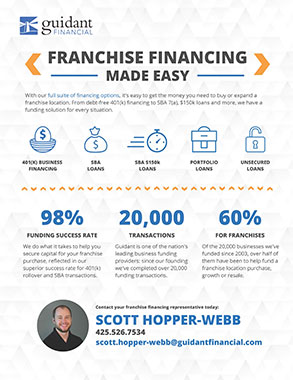 guidant
FINANCIAL
FRANCHISE FINANCING
MADE EASY
With our full suite of financing options, it's easy to get the money you need to buy or expand a
franchise location. From debt-free 401(k) financing to SBA 7(a), $150k loans and more, we have a
funding solution for every situation.
401(K) BUSINESS
FINANCING
SBA
LOANS
SBA $150K
LOANS
PORTFOLIO
LOANS
UNSECURED
LOANS
98%
FUNDING SUCCESS RATE
We do what it takes to help you
secure capital for your franchise
purchase, reflected in our
superior success rate for 401(k)
rollover and SBA transactions.
20,000
TRANSACTIONS
Guidant is one of the nation's
leading business funding
providers: since our founding
we've completed over 20,000
funding transactions.
60%
FOR FRANCHISES
Of the 20,000 businesses we've
funded since 2003, over half of
them have been to help fund a
franchise location purchase,
growth or resale.
Contact your franchise financing representative today:
SCOTT HOPPER-WEBB
425.526.7534
scott.hopper-webb@guidantfinancial.com